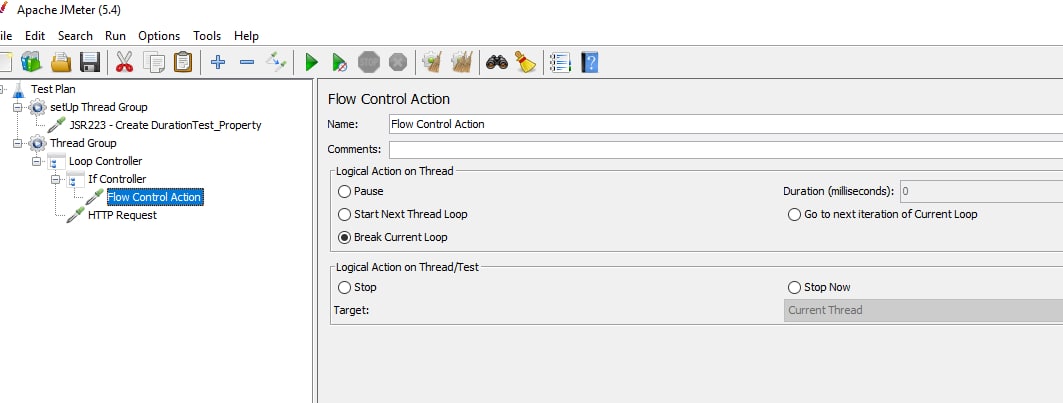 Apache JMeter (5.4)
ile Edit Search Run Options Tools Help
STOP
Test Plan
setUp Thread Group
JSR223 - Create DurationTest_Property
Thread Group
Loop Controller
If Controller
Flow Control Action
HTTP Request
Flow Control Action
Name: Flow Control Action
Comments:
Logical Action on Thread
Pause Duration (milliseconds): 0
Start Next Thread Loop Go to next iteration of Current Loop
Break Current Loop
Logical Action on Thread/Test
Stop Stop Now
Target: Current Thread